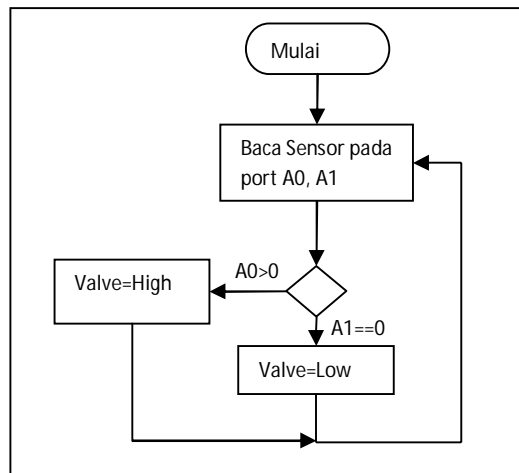 Mulai
Baca Sensor pada
port A0, A1
A0>0
Valve=High
A1==0
Valve=Low